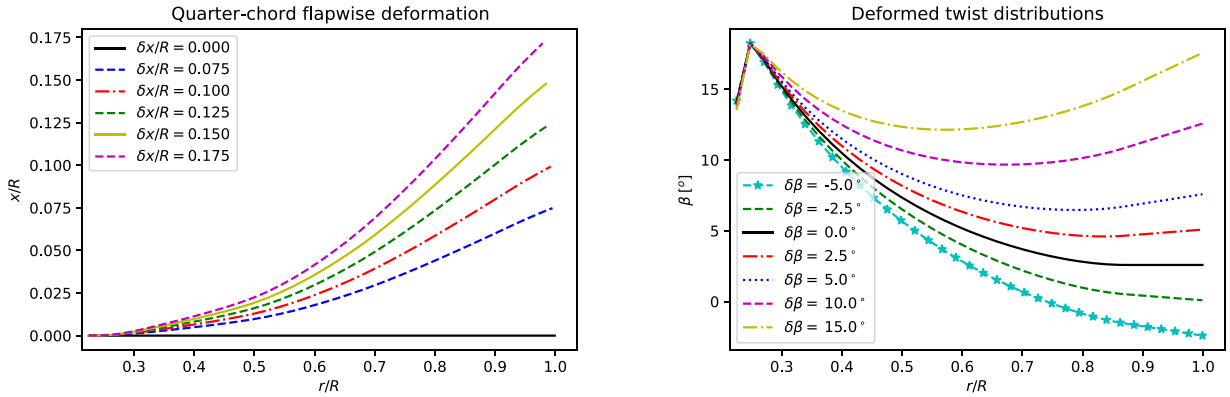 Quarter-chord flapwise deformation
0.175
0.150
0.125
0.100
0.075
0.050
0.025
0.000
x/R
δx/R = 0.000
δx/R = 0.075
δx/R = 0.100
δx/R = 0.125
δx/R = 0.150
δx/R = 0.175
0.3 0.4 0.5 0.6 0.7 0.8 0.9 1.0
r/R
Deformed twist distributions
15
10
5
0
β [°]
δβ = -5.0°
δβ = -2.5°
δβ = 0.0°
δβ = 2.5°
δβ = 5.0°
δβ = 10.0°
δβ = 15.0°
0.3 0.4 0.5 0.6 0.7 0.8 0.9 1.0
r/R